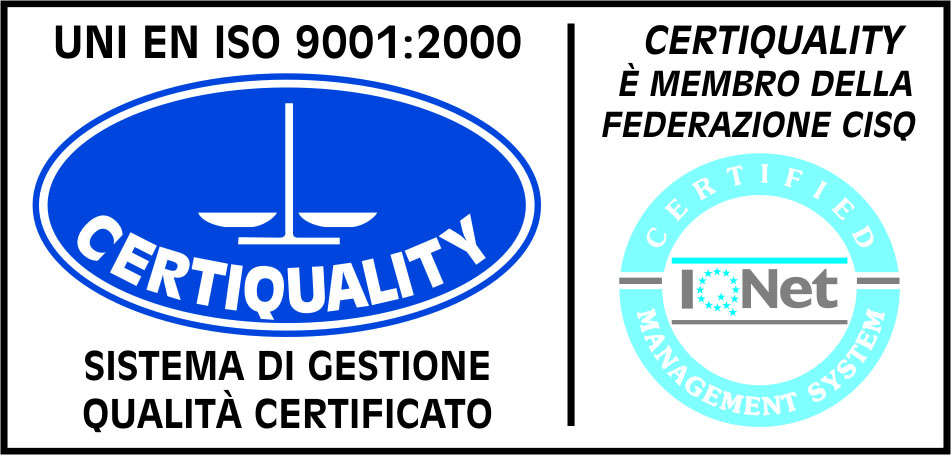 UNI EN ISO 9001:2000
CERTIQUALITY
SISTEMA DI GESTIONE
QUALITÀ CERTIFICATO
CERTIQUALITY
È MEMBRO DELLA
FEDERAZIONE CISQ
CERTIFIED
IQNet
MANAGEMENT SYSTEM